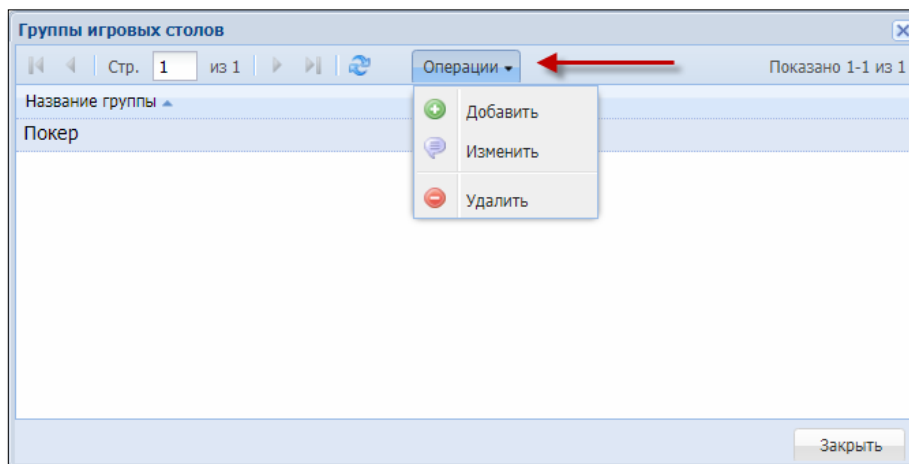 Группы игровых столов
Стр. 1 из 1 Операции Показано 1-1 из 1
Название группы
Покер
Добавить
Изменить
Удалить
Закрыть